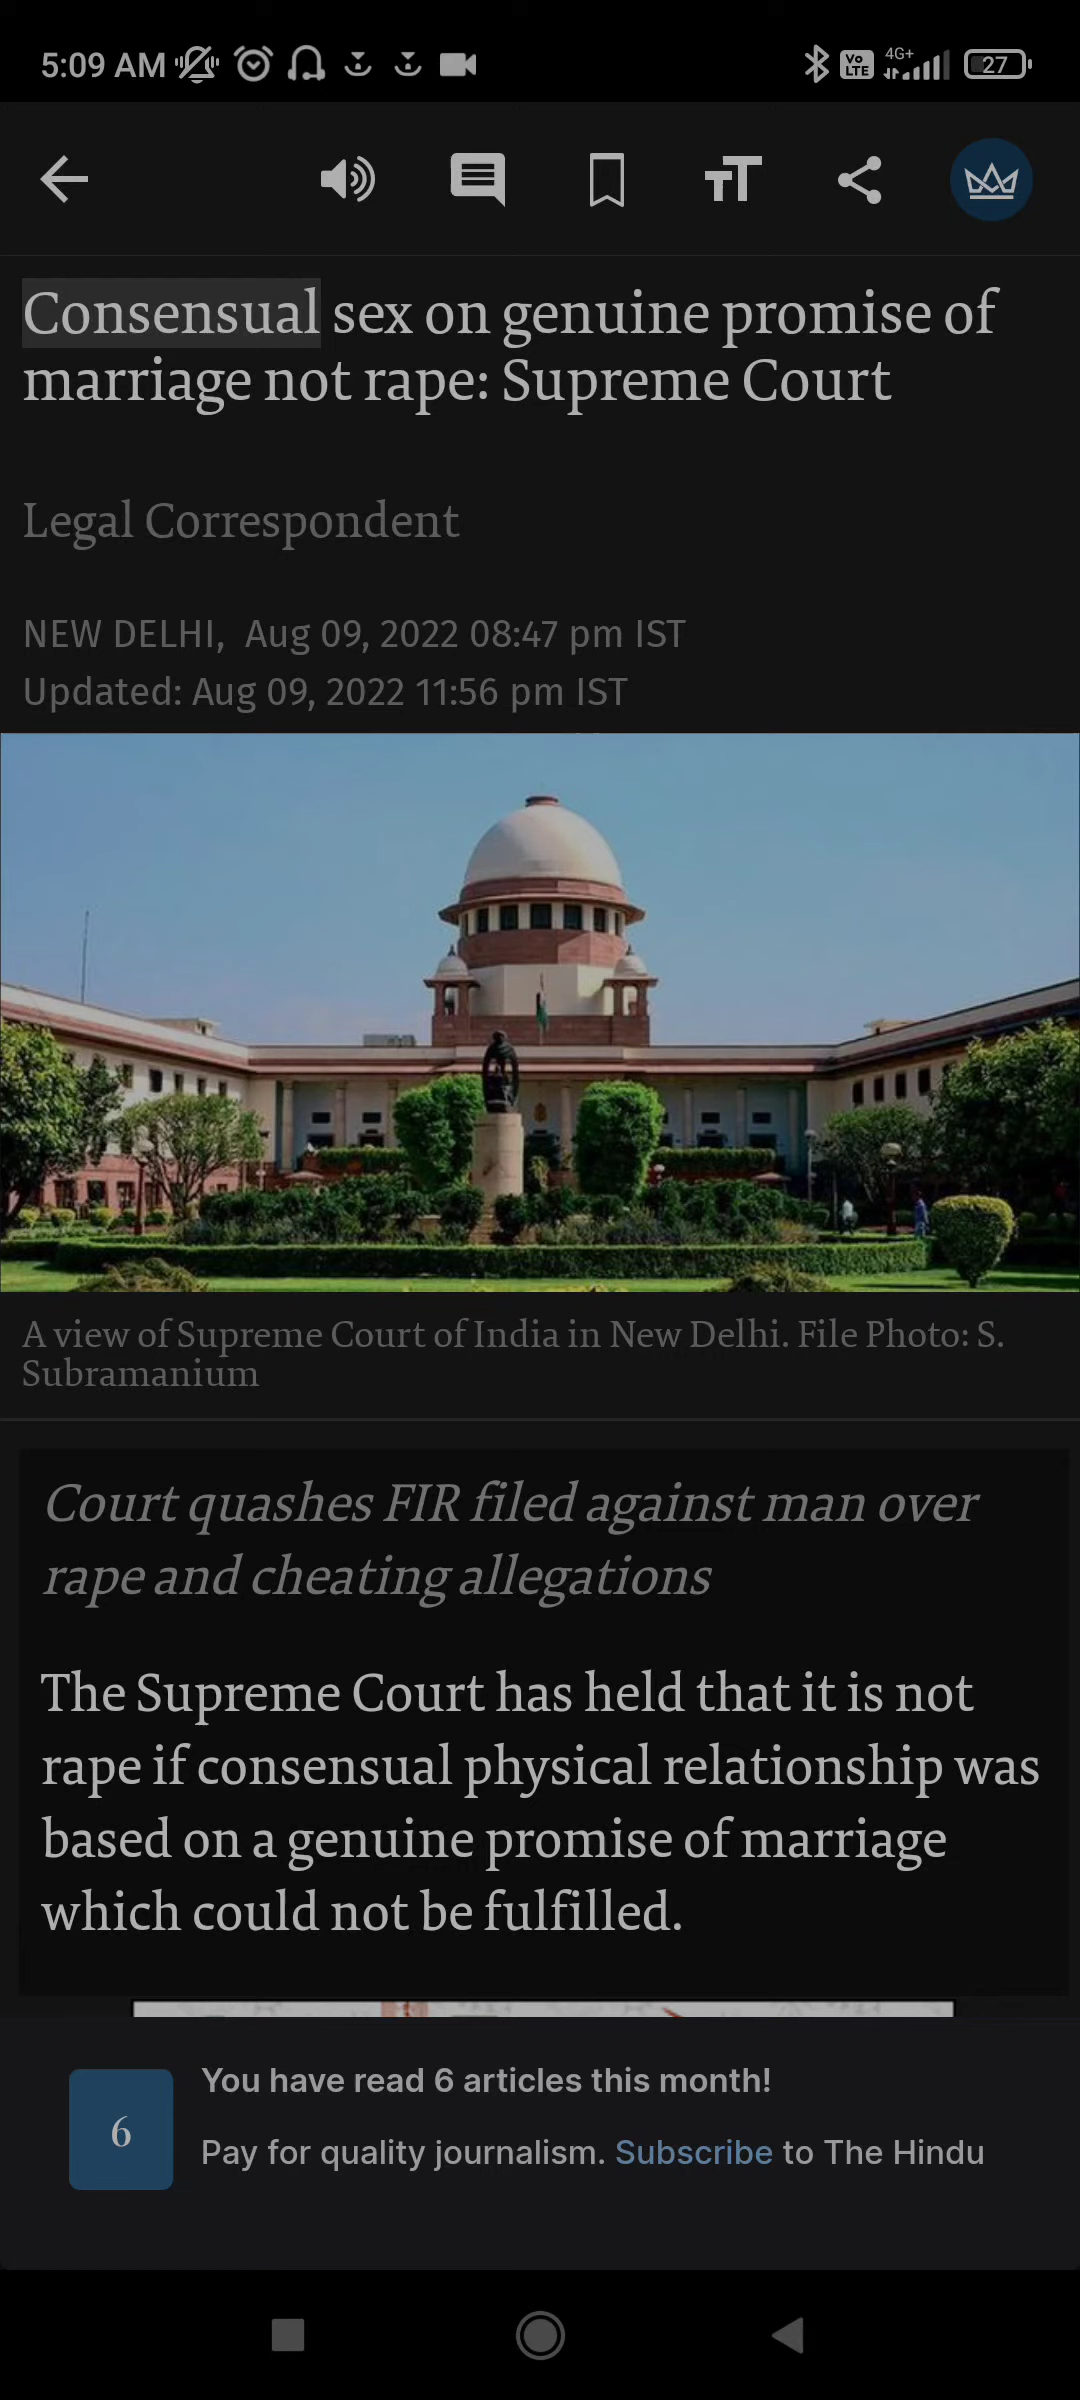 5:09 AM
Vo LTE 4G+ 27
Consensual sex on genuine promise of
marriage not rape: Supreme Court
Legal Correspondent
NEW DELHI, Aug 09, 2022 08:47 pm IST
Updated: Aug 09, 2022 11:56 pm IST
A view of Supreme Court of India in New Delhi. File Photo: S.
Subramanium
Court quashes FIR filed against man over
rape and cheating allegations
The Supreme Court has held that it is not
rape if consensual physical relationship was
based on a genuine promise of marriage
which could not be fulfilled.
You have read 6 articles this month!
6
Pay for quality journalism. Subscribe to The Hindu